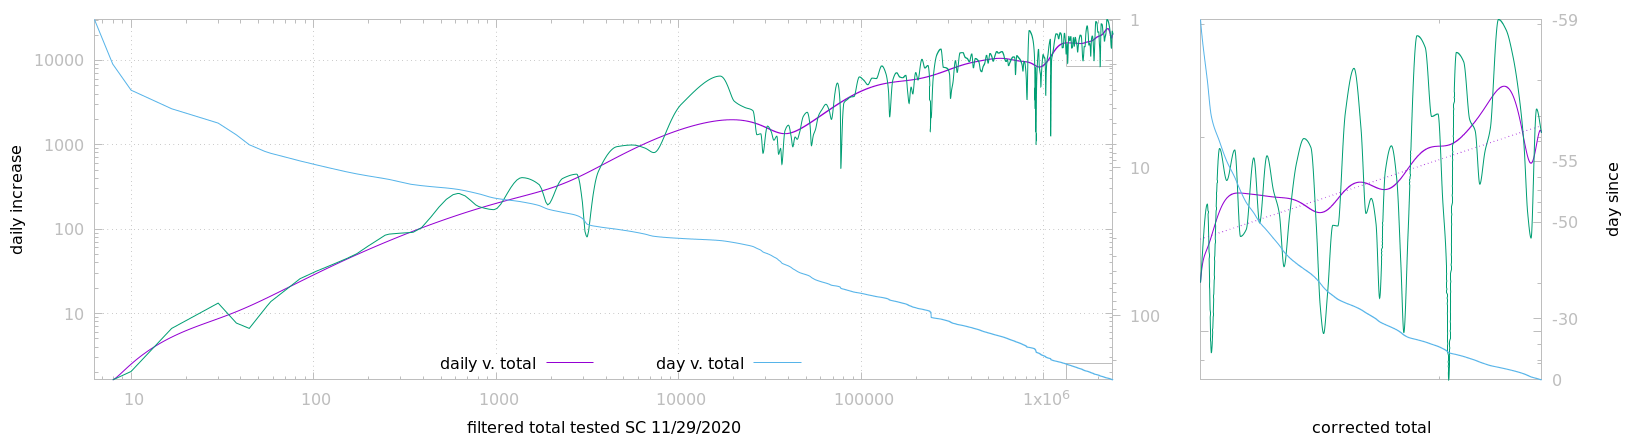 daily increase
10000
1000
100
10
daily v. total
day v. total
1
10
100
10
100
1000
10000
100000
1x10^6
filtered total tested SC 11/29/2020
-59
-55
-50
-30
0
day since
corrected total